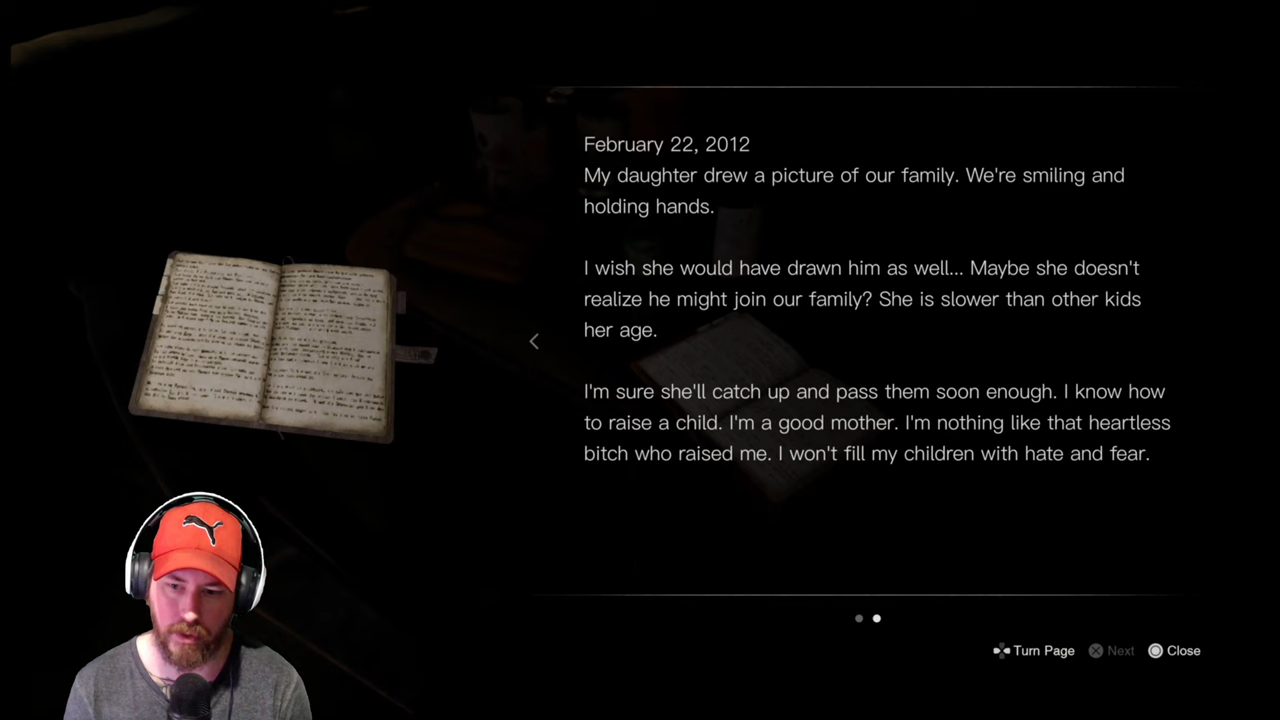 February 22, 2012
My daughter drew a picture of our family. We're smiling and
holding hands.
I wish she would have drawn him as well... Maybe she doesn't
realize he might join our family? She is slower than other kids
her age.
I'm sure she'll catch up and pass them soon enough. I know how
to raise a child. I'm a good mother. I'm nothing like that heartless
bitch who raised me. I won't fill my children with hate and fear.
Turn Page Next Close